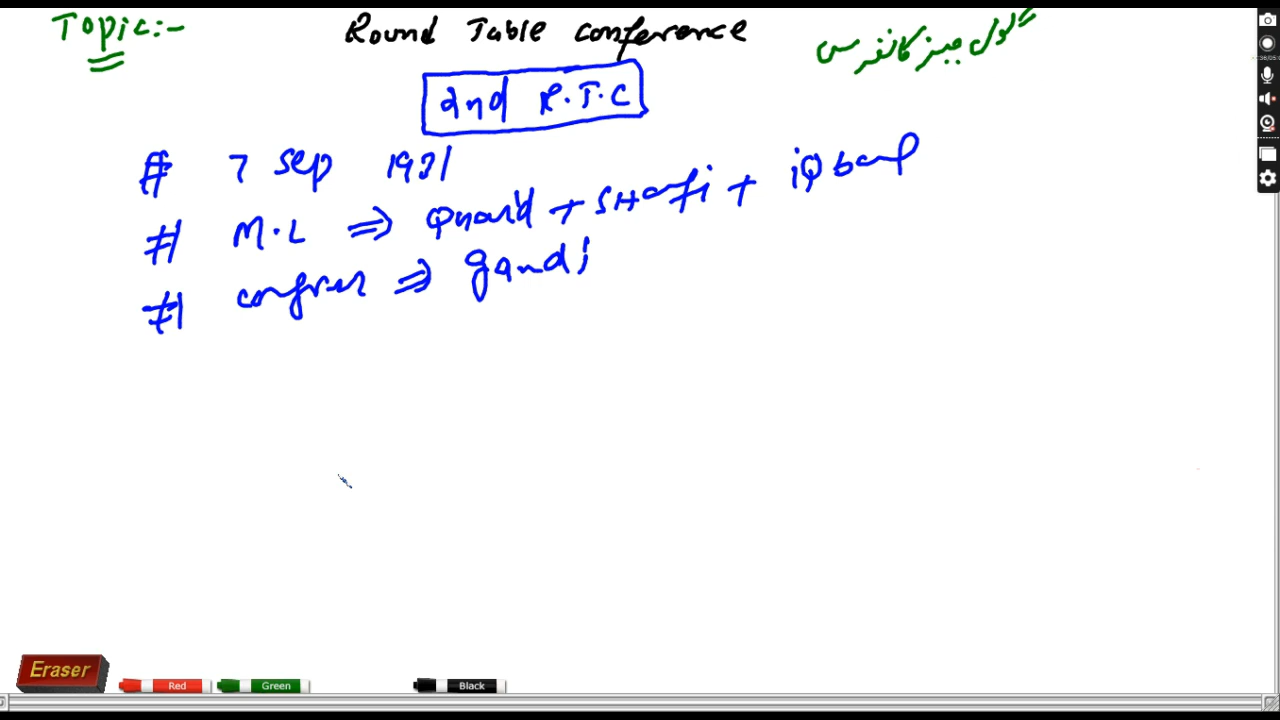 Topic:- Round Table conference گول میز کانفرس
2nd R.T.C
# 7 sep 1931
# M.L ⇒ Quaid + SHafi + iQbal
# congress ⇒ gandi
Eraser
Red Green Black